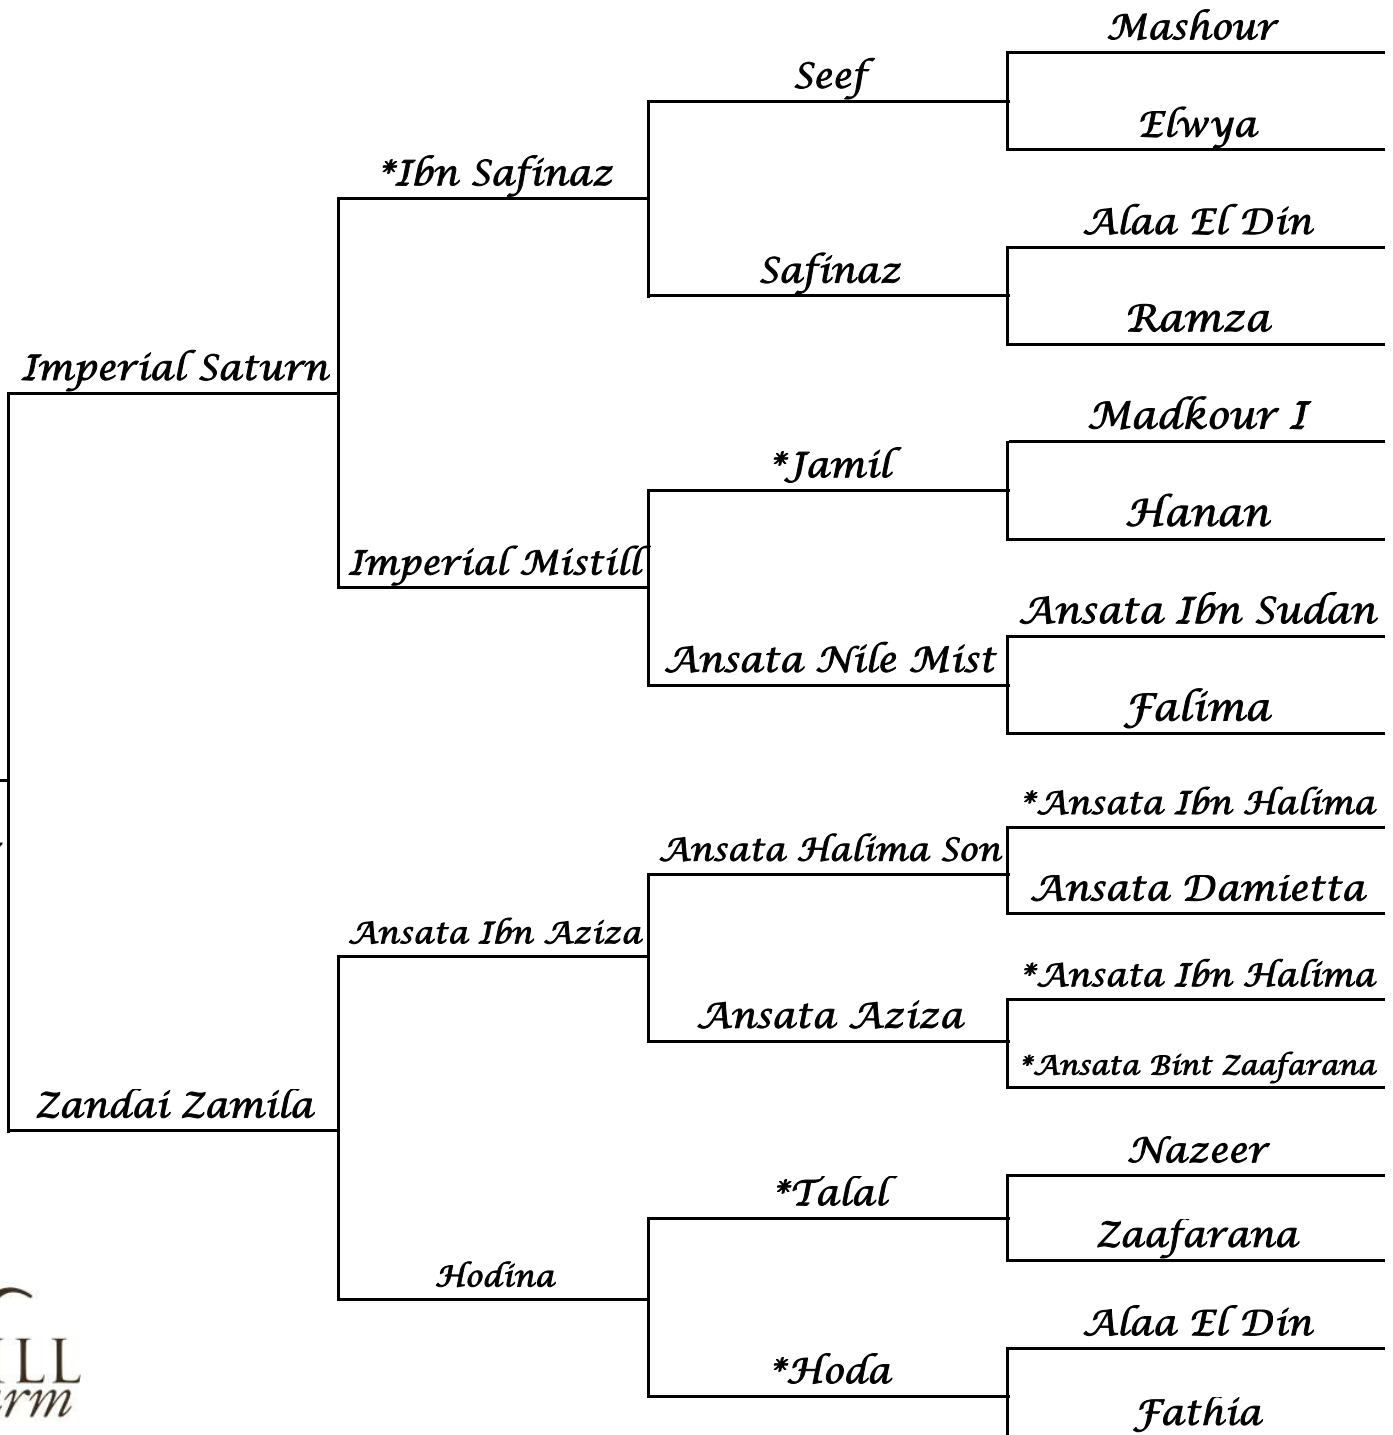 Mashour
Seef
Elwya
*Ibn Safinaz
Alaa El Din
Safinaz
Ramza
Imperial Saturn
Madkour I
*Jamil
Hanan
Imperial Mistill
Ansata Ibn Sudan
Ansata Nile Mist
Falima
*Ansata Ibn Halima
Ansata Halima Son
Ansata Damietta
Ansata Ibn Aziza
*Ansata Ibn Halima
Ansata Aziza
*Ansata Bint Zaafarana
Zandai Zamila
Nazeer
*Talal
Zaafarana
Hodina
Alaa El Din
*Hoda
Fathia